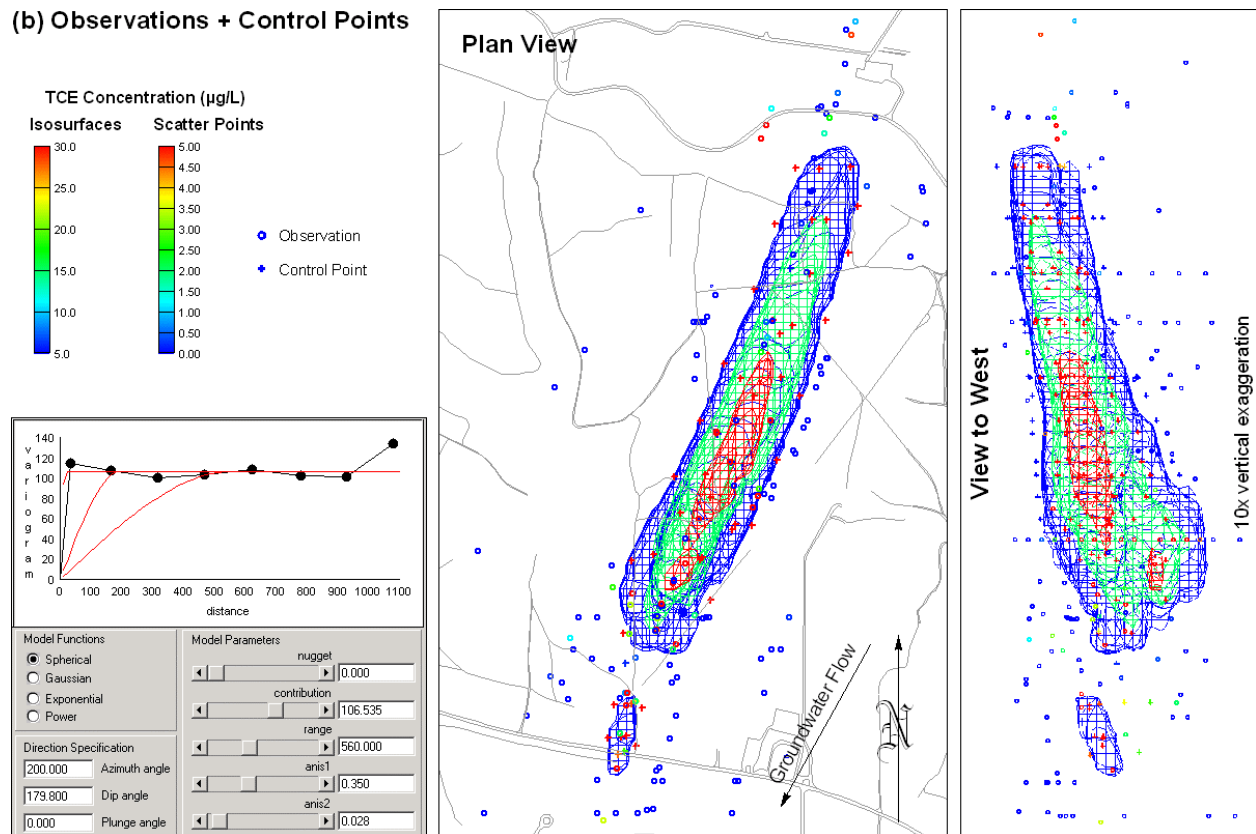 (b) Observations + Control Points
TCE Concentration (µg/L)
Isosurfaces Scatter Points
30.0
25.0
20.0
15.0
10.0
5.0
5.00
4.50
4.00
3.50
3.00
2.50
2.00
1.50
1.00
0.50
0.00
Observation
Control Point
variogram
140
120
100
80
60
40
20
0
0 100 200 300 400 500 600 700 800 900 1000 1100
distance
Model Functions
Spherical
Gaussian
Exponential
Power
Direction Specification
200.000 Azimuth angle
179.800 Dip angle
0.000 Plunge angle
Model Parameters
nugget
0.000
contribution
106.535
range
560.000
anis1
0.350
anis2
0.028
Plan View
Groundwater Flow
N
View to West
10x vertical exaggeration